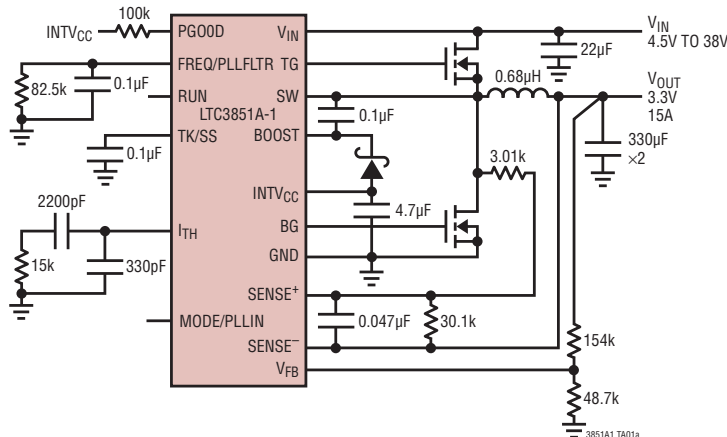 100k
INTVCC
PGO0D
VIN
VIN
4.5V TO 38V
22µF
FREQ/PLLFLTR
TG
82.5k
0.1µF
0.68µH
VOUT
3.3V
15A
RUN
SW
LTC3851A-1
0.1µF
TK/SS
BOOST
0.1µF
330µF
×2
3.01k
INTVCC
2200pF
4.7µF
ITH
BG
15k
330pF
GND
SENSE+
MODE/PLLIN
0.047µF
30.1k
154k
SENSE–
VFB
48.7k
3851A1 TA01a